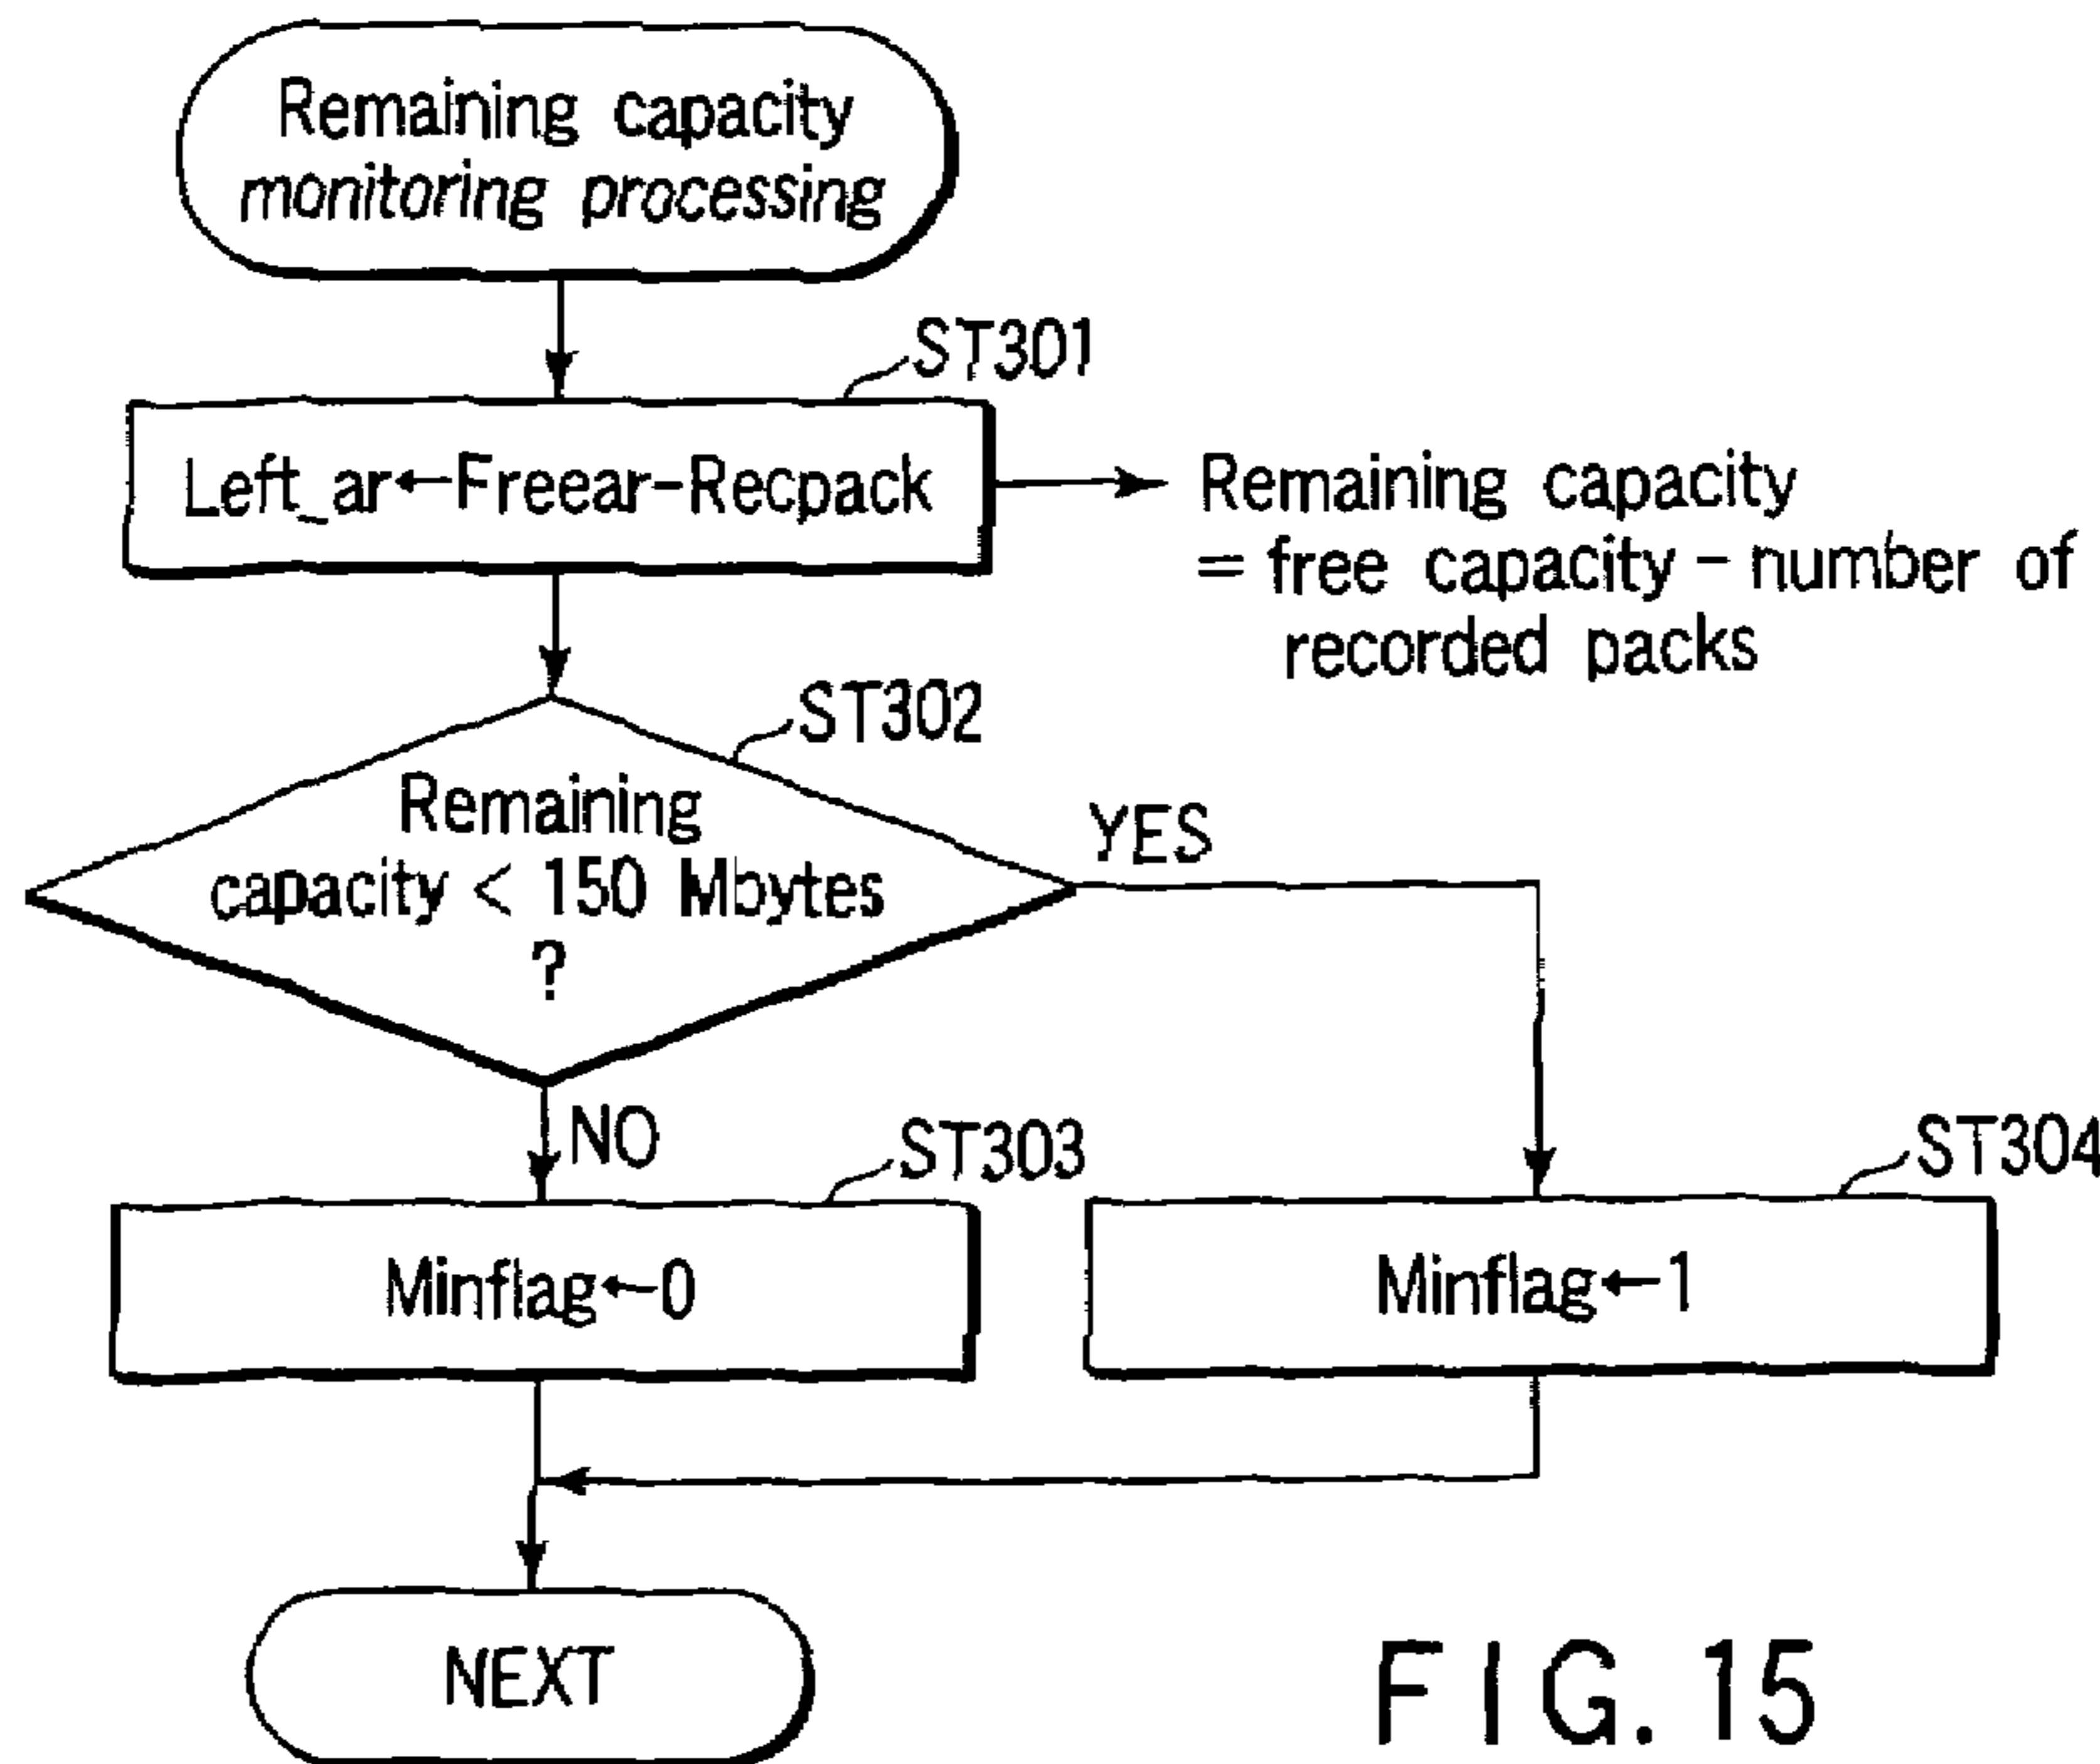 Remaining capacity
monitoring processing
ST301
Left_ar←Freear-Recpack
Remaining capacity
= free capacity - number of
recorded packs
ST302
Remaining
capacity < 150 Mbytes
?
YES
NO
ST303
ST304
Minflag←0
Minflag←1
NEXT
FIG. 15